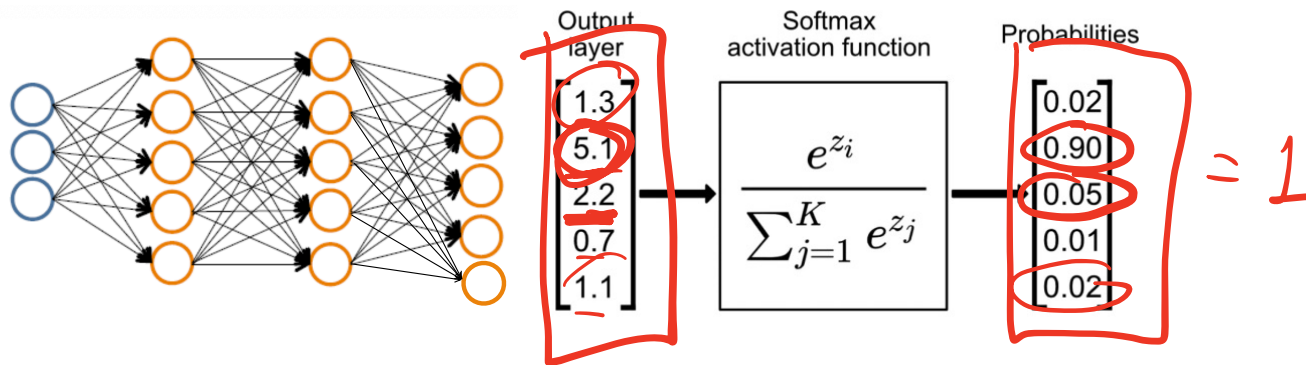 Output
layer
Softmax
activation function
Probabilities
1.3
5.1
2.2
0.7
1.1
e^{z_i}
∑_{j=1}^{K} e^{z_j}
0.02
0.90
0.05
0.01
0.02
= 1